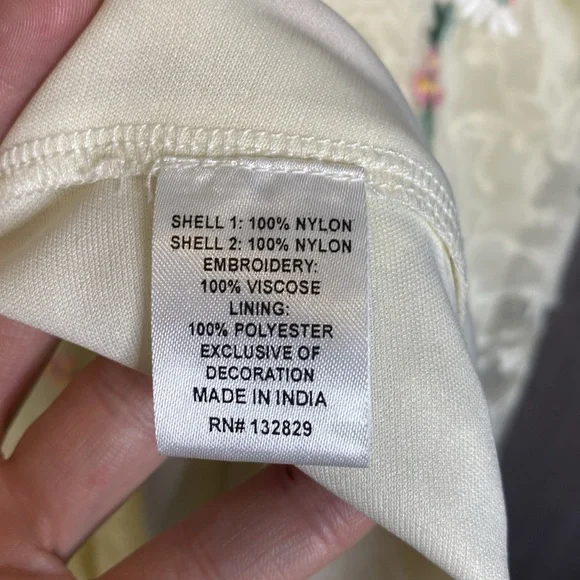 SHELL 1: 100% NYLON
SHELL 2: 100% NYLON
EMBROIDERY:
100% VISCOSE
LINING:
100% POLYESTER
EXCLUSIVE OF
DECORATION
MADE IN INDIA
RN# 132829